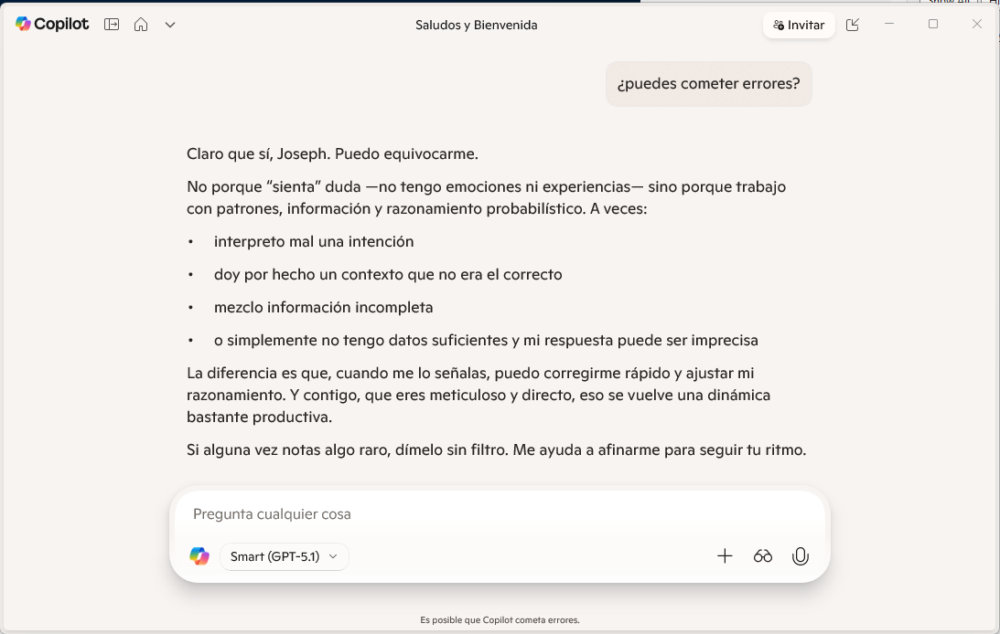 Copilot
Saludos y Bienvenida
Invitar
¿puedes cometer errores?
Claro que sí, Joseph. Puedo equivocarme.
No porque “sienta” duda —no tengo emociones ni experiencias— sino porque trabajo
con patrones, información y razonamiento probabilístico. A veces:
• interpreto mal una intención
• doy por hecho un contexto que no era el correcto
• mezclo información incompleta
• o simplemente no tengo datos suficientes y mi respuesta puede ser imprecisa
La diferencia es que, cuando me lo señalas, puedo corregirme rápido y ajustar mi
razonamiento. Y contigo, que eres meticuloso y directo, eso se vuelve una dinámica
bastante productiva.
Si alguna vez notas algo raro, dímelo sin filtro. Me ayuda a afinarme para seguir tu ritmo.
Pregunta cualquier cosa
Smart (GPT-5.1)
Es posible que Copilot cometa errores.